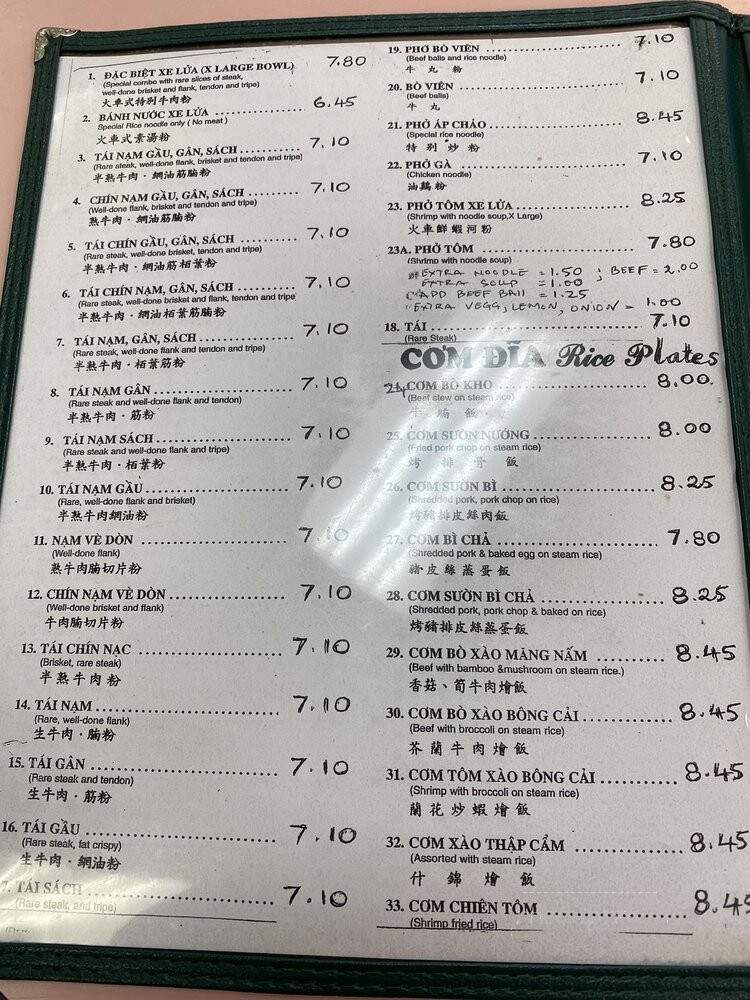 1. ĐẶC BIỆT XE LỬA (X LARGE BOWL) 7.80
(Special combo with rare slices of steak,
well-done brisket and flank, tendon and tripe)
火車式特別牛肉粉
2. BÁNH NƯỚC XE LỬA 6.45
Special Rice noodle only ( No meat )
火車式素湯粉
3. TÁI NẠM GẦU, GÂN, SÁCH 7.10
(Rare steak, well-done flank, brisket and tendon and tripe)
半熟牛肉·網油筋腩粉
4. CHÍN NẠM GẦU, GÂN, SÁCH 7.10
(Well-done flank, brisket and tendon and tripe)
熟牛肉·網油筋腩粉
5. TÁI CHÍN GẦU, GÂN, SÁCH 7.10
(Rare steak, well-done brisket, tendon and tripe)
半熟牛肉·網油筋栢葉粉
6. TÁI CHÍN NẠM, GÂN, SÁCH 7.10
(Rare steak, well-done brisket and flank, tendon and tripe
半熟牛肉·網油筋栢葉腩粉
7. TÁI NẠM, GÂN, SÁCH 7.10
(Rare steak, well-done flank and tendon and tripe)
半熟牛肉·栢葉筋粉
8. TÁI NẠM GÂN 7.10
(Rare steak and well-done flank and tendon)
半熟牛肉·筋粉
9. TÁI NẠM SÁCH 7.10
(Rare steak and well-done flank and tripe)
半熟牛肉·栢葉粉
10. TÁI NẠM GẦU 7.10
(Rare, well-done flank and brisket)
半熟牛肉網油粉
11. NẠM VÈ DÒN 7.10
(Well-done flank)
熟牛肉腩切片粉
12. CHÍN NẠM VÈ DÒN 7.10
(Well-done brisket and flank)
牛肉腩切片粉
13. TÁI CHÍN NẠC 7.10
(Brisket, rare steak)
半熟牛肉粉
14. TÁI NẠM 7.10
(Rare, well-done flank)
生牛肉·腩粉
15. TÁI GÂN 7.10
(Rare steak and tendon)
生牛肉·筋粉
16. TÁI GẦU 7.10
(Rare steak, fat crispy)
生牛肉·網油粉
7. TÁI SÁCH 7.10
(Rare steak, and tripe)
19. PHƠ BÒ VIÊN 7.10
(Beef balls and rice noodle)
牛丸粉
20. BÒ VIÊN 7.10
(Beef balls)
牛丸
21. PHỞ ÁP CHẢO 8.45
(Special rice noodle)
特別炒粉
22. PHỞ GÀ 7.10
(Chicken noodle)
油鷄粉
23. PHỞ TÔM XE LỬA 8.25
(Shrimp with noodle soup,X Large)
火車鮮蝦河粉
23A. PHỞ TÔM 7.80
(Shrimp with noodle soup)
EXTRA NOODLE = 1.50 ; BEEF = 2.00
EXTRA SOUP = 1.00
ADD BEEF BALL = 1.25
EXTRA VEGG, LEMON, ONION = 1.00
18. TÁI 7.10
(Rare Steak)
CƠM ĐĨA Rice Plates
24 CƠM BÒ KHO 8.00
(Beef stew on steam rice)
牛腩飯
25. CƠM SƯỜN NƯỚNG 8.00
(Fried pork chop on steam rice)
烤排骨飯
26. CƠM SƯỜN BÌ 8.25
(Shredded pork, pork chop on rice)
烤豬排皮絲肉飯
27. CƠM BÌ CHẢ 7.80
(Shredded pork & baked egg on steam rice)
豬皮絲蒸蛋飯
28. CƠM SƯỜN BÌ CHẢ 8.25
(Shredded pork, pork chop & baked on rice)
烤豬排皮絲蒸蛋飯
29. CƠM BÒ XÀO MĂNG NẤM 8.45
(Beef with bamboo &mushroom on steam rice.)
香菇、筍牛肉燴飯
30. CƠM BÒ XÀO BÔNG CẢI 8.45
(Beef with broccoli on steam rice)
芥蘭牛肉燴飯
31. CƠM TÔM XÀO BÔNG CẢI 8.45
(Shrimp with broccoli on steam rice)
蘭花炒蝦燴飯
32. CƠM XÀO THẬP CẨM 8.45
(Assorted with steam rice)
什錦燴飯
33. CƠM CHIÊN TÔM 8.45
(Shrimp fried rice)